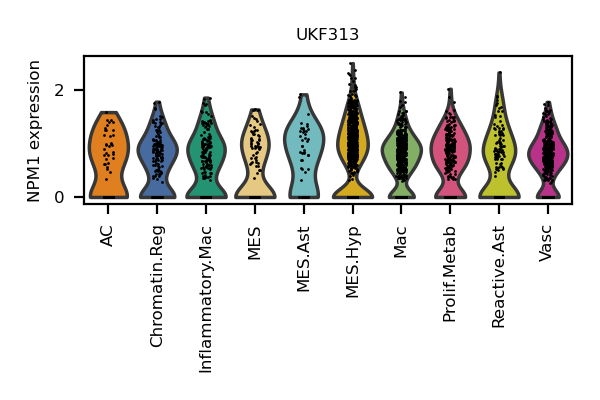 UKF313
NPM1 expression
2
0
AC
Chromatin.Reg
Inflammatory.Mac
MES
MES.Ast
MES.Hyp
Mac
Prolif.Metab
Reactive.Ast
Vasc